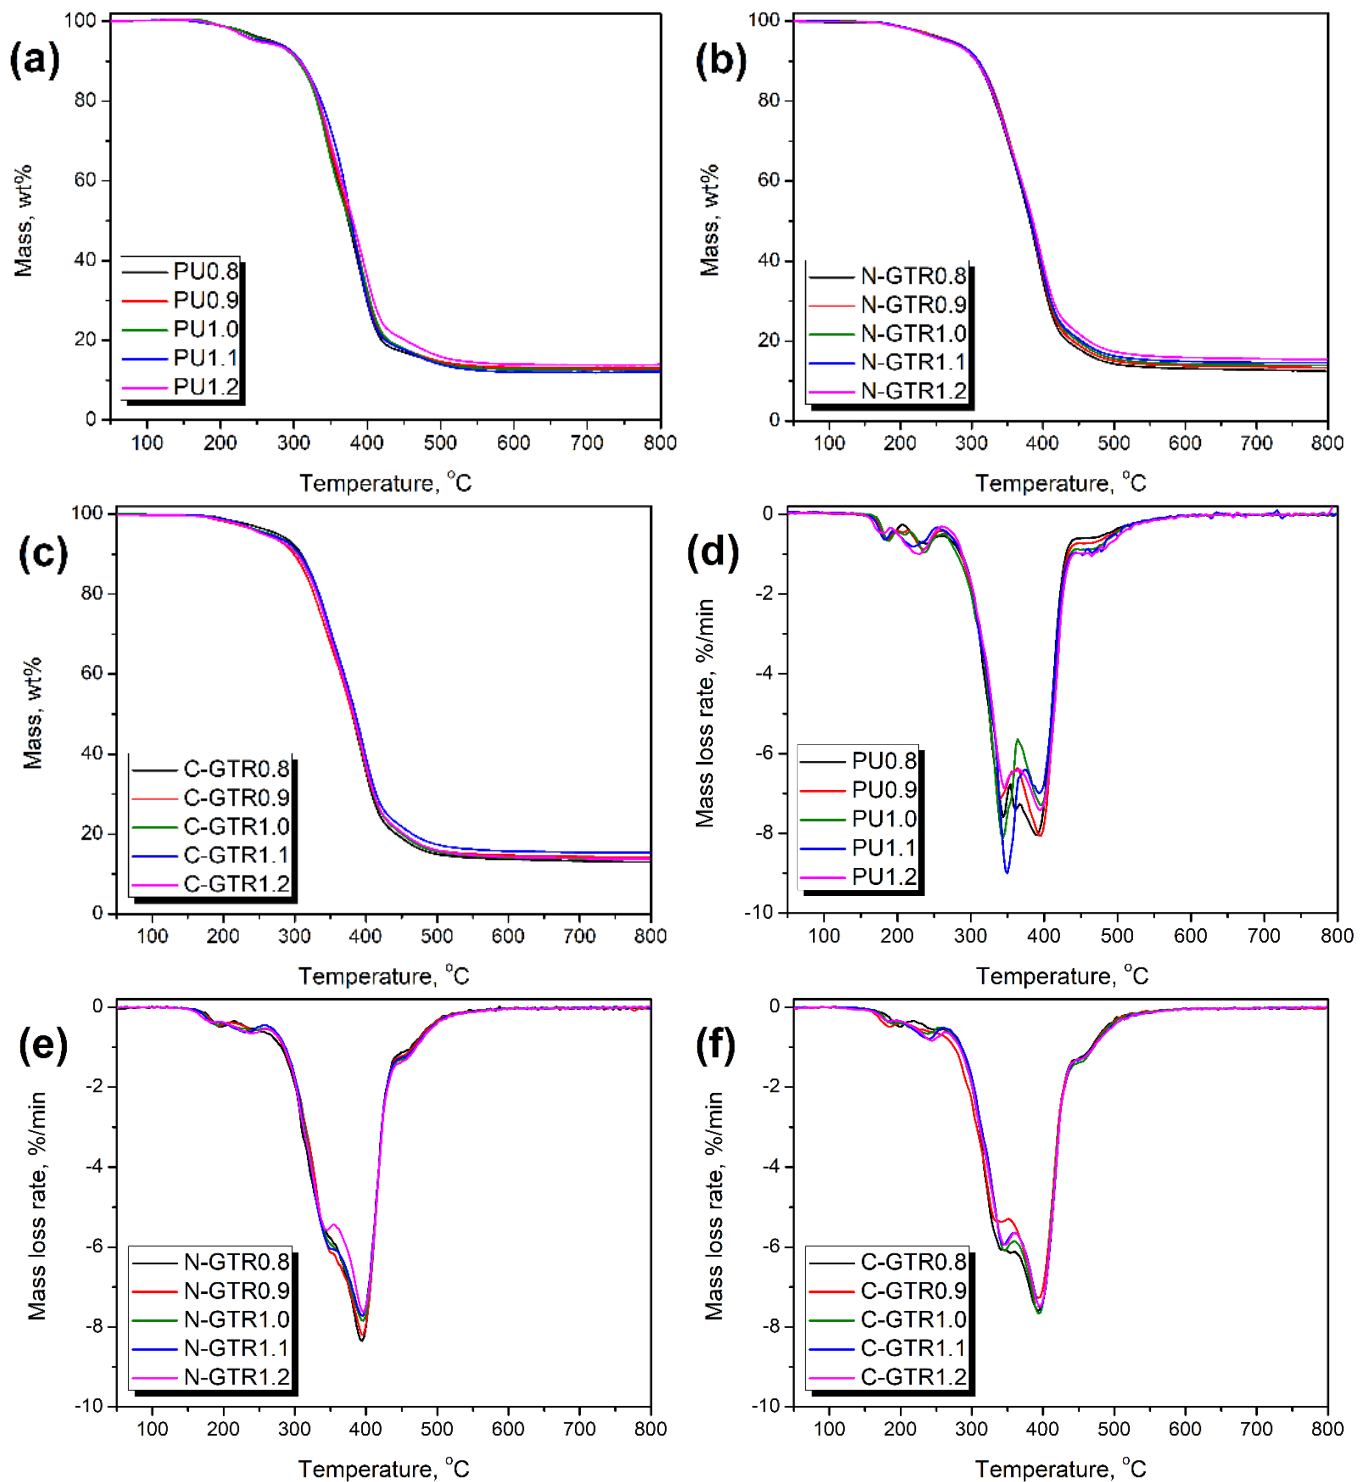 (a)
100
80
60
40
20
0
Mass, wt%
PU0.8
PU0.9
PU1.0
PU1.1
PU1.2
100 200 300 400 500 600 700 800
Temperature, °C
(b)
100
80
60
40
20
0
Mass, wt%
N-GTR0.8
N-GTR0.9
N-GTR1.0
N-GTR1.1
N-GTR1.2
100 200 300 400 500 600 700 800
Temperature, °C
(c)
100
80
60
40
20
0
Mass, wt%
C-GTR0.8
C-GTR0.9
C-GTR1.0
C-GTR1.1
C-GTR1.2
100 200 300 400 500 600 700 800
Temperature, °C
(d)
0
-2
-4
-6
-8
-10
Mass loss rate, %/min
PU0.8
PU0.9
PU1.0
PU1.1
PU1.2
100 200 300 400 500 600 700 800
Temperature, °C
(e)
0
-2
-4
-6
-8
-10
Mass loss rate, %/min
N-GTR0.8
N-GTR0.9
N-GTR1.0
N-GTR1.1
N-GTR1.2
100 200 300 400 500 600 700 800
Temperature, °C
(f)
0
-2
-4
-6
-8
-10
Mass loss rate, %/min
C-GTR0.8
C-GTR0.9
C-GTR1.0
C-GTR1.1
C-GTR1.2
100 200 300 400 500 600 700 800
Temperature, °C